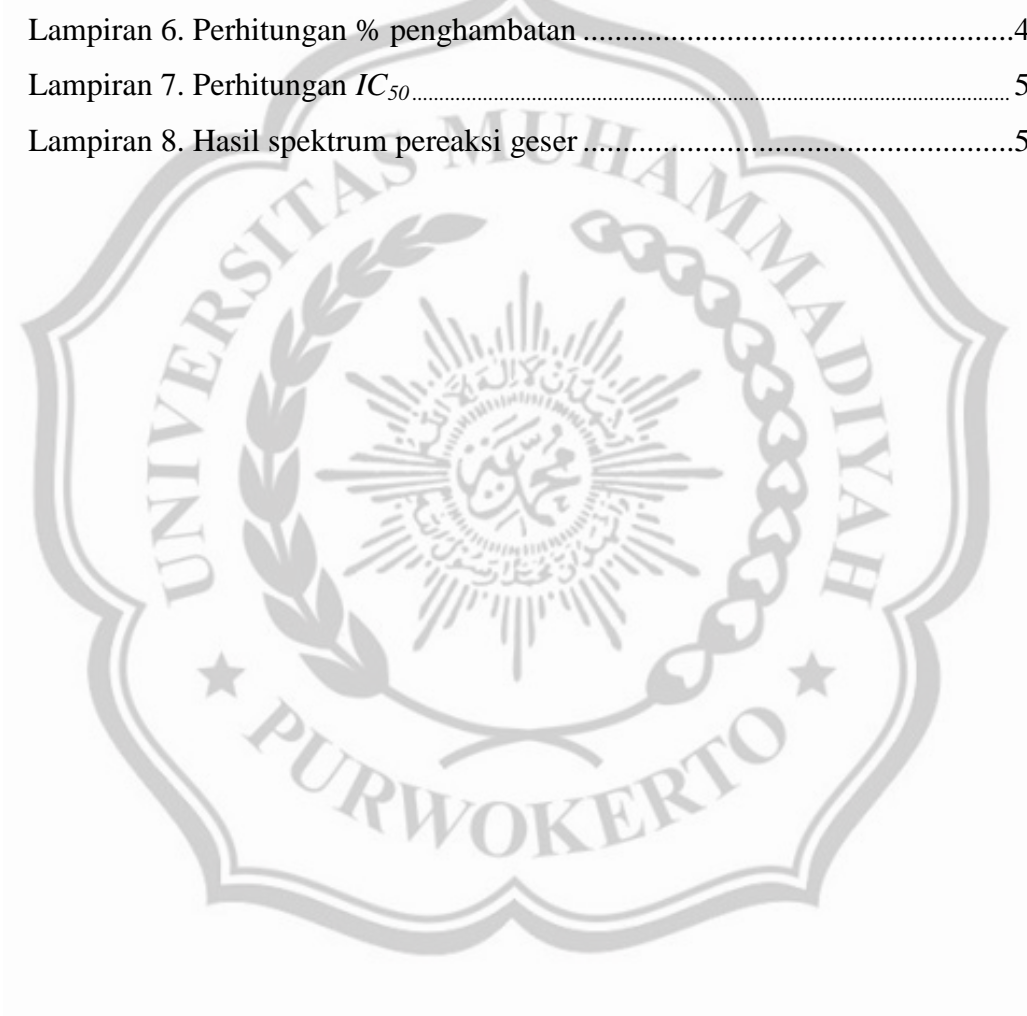 Lampiran 6. Perhitungan % penghambatan ......................................................4
Lampiran 7. Perhitungan IC50 ...................................................... 5
Lampiran 8. Hasil spektrum pereaksi geser ......................................................5
UNIVERSITAS MUHAMMADIYAH
PURWOKERTO